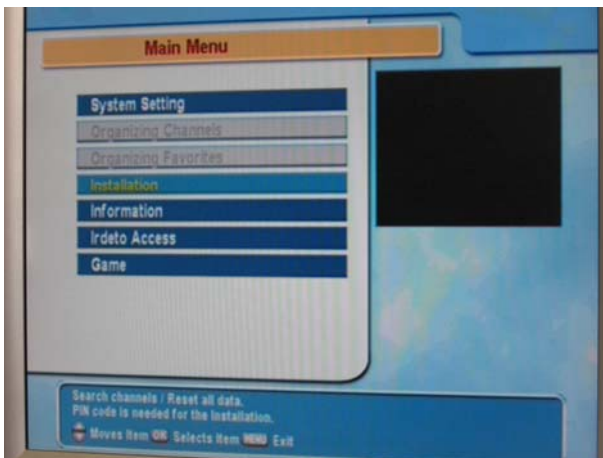 Main Menu
System Setting
Organizing Channels
Organizing Favorites
Installation
Information
Irdeto Access
Game
Search channels / Reset all data.
PIN code is needed for the Installation.
Moves Item OK Selects Item MENU Exit